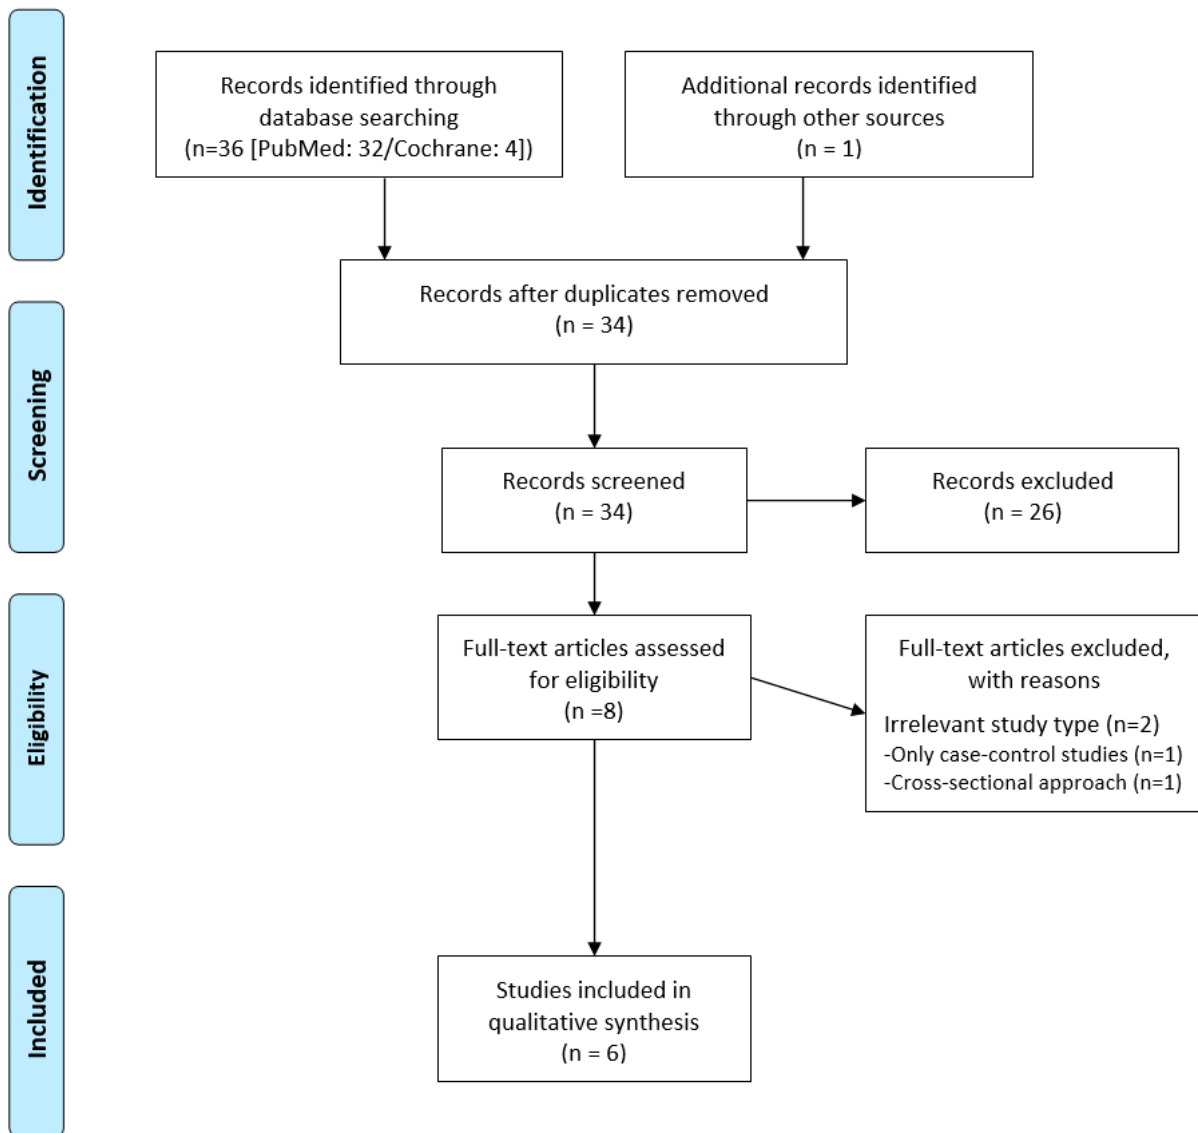 Identification
Records identified through
database searching
(n=36 [PubMed: 32/Cochrane: 4])
Additional records identified
through other sources
(n = 1)
Records after duplicates removed
(n = 34)
Screening
Records screened
(n = 34)
Records excluded
(n = 26)
Eligibility
Full-text articles assessed
for eligibility
(n =8)
Full-text articles excluded,
with reasons
Irrelevant study type (n=2)
-Only case-control studies (n=1)
-Cross-sectional approach (n=1)
Included
Studies included in
qualitative synthesis
(n = 6)